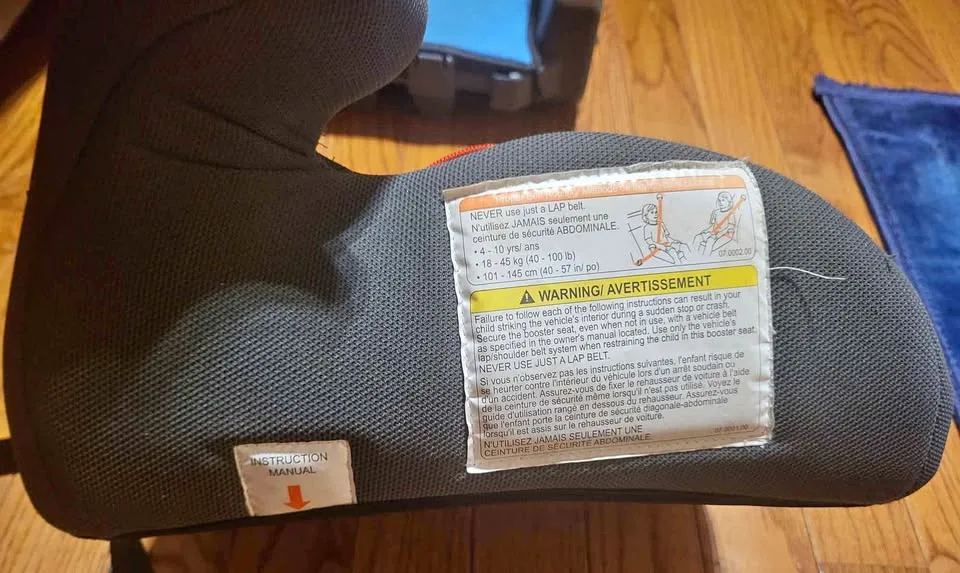 NEVER use just a LAP belt.
N'utilisez JAMAIS seulement une
ceinture de sécurité ABDOMINALE.
• 4 - 10 yrs/ ans
• 18 - 45 kg (40 - 100 lb)
• 101 - 145 cm (40 - 57 in/ po)
07.0002.00
WARNING/ AVERTISSEMENT
Failure to follow each of the following instructions can result in your
child striking the vehicle's interior during a sudden stop or crash.
Secure the booster seat, even when not in use, with a vehicle belt
as specified in the owner's manual located. Use only the vehicle's
lap/shoulder belt system when restraining the child in this booster seat.
NEVER USE JUST A LAP BELT.
Si vous n'observez pas les instructions suivantes, l'enfant risque de
se heurter contre l'intérieur du véhicule lors d'un arrêt soudain ou
d'un accident. Assurez-vous de fixer le rehausseur de voiture à l'aide
de la ceinture de sécurité même lorsqu'il n'est pas utilisé. Voyez le
guide d'utilisation range en dessous du rehausseur. Assurez-vous
que l'enfant porte la ceinture de sécurité diagonale-abdominale
lorsqu'il est assis sur le rehausseur de voiture.
N'UTILISEZ JAMAIS SEULEMENT UNE
CEINTURE DE SÉCURITÉ ABDOMINALE.
07.0001.00
INSTRUCTION
MANUAL